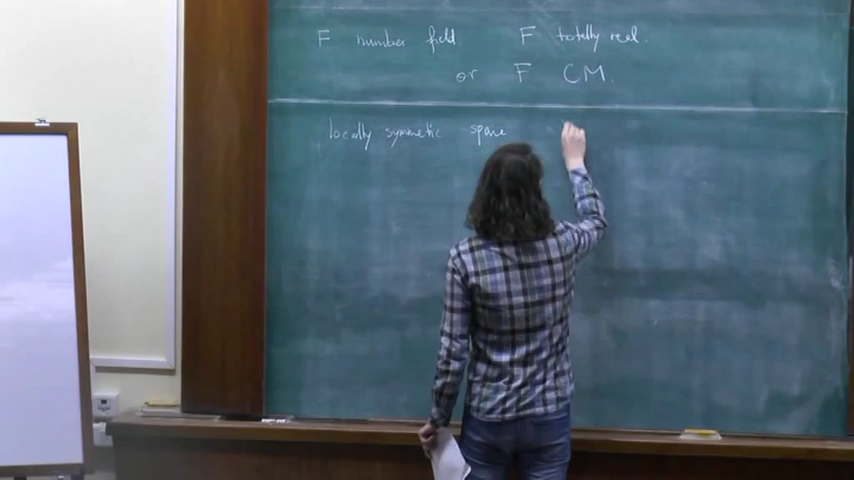 F number field F totally real.
or F CM.
locally symmetric space